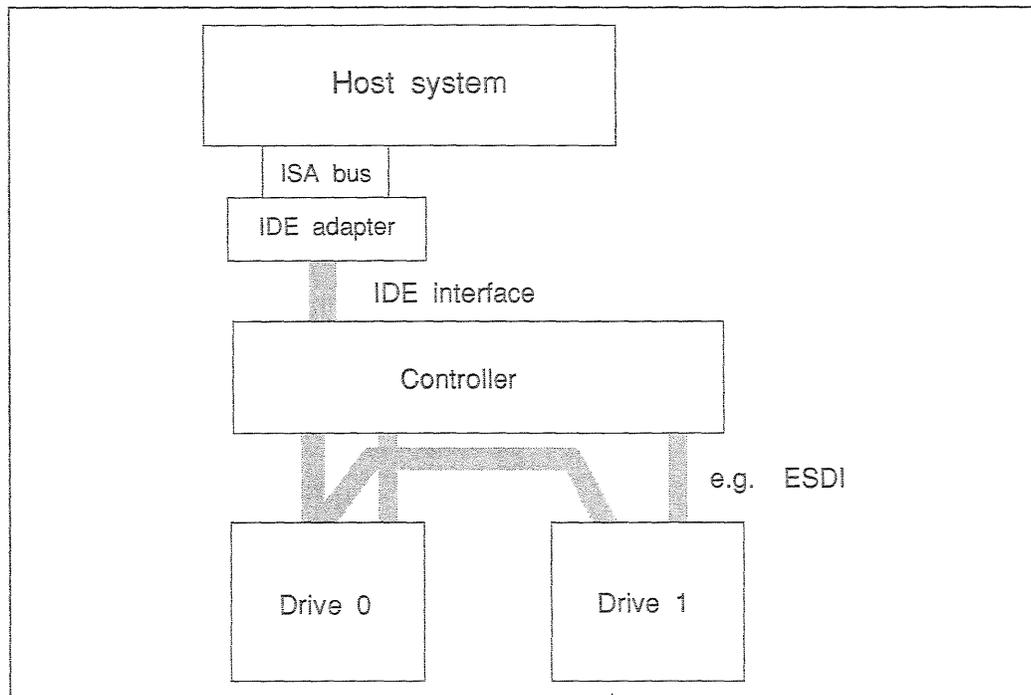 Host system
ISA bus
IDE adapter
IDE interface
Controller
e.g. ESDI
Drive 0
Drive 1